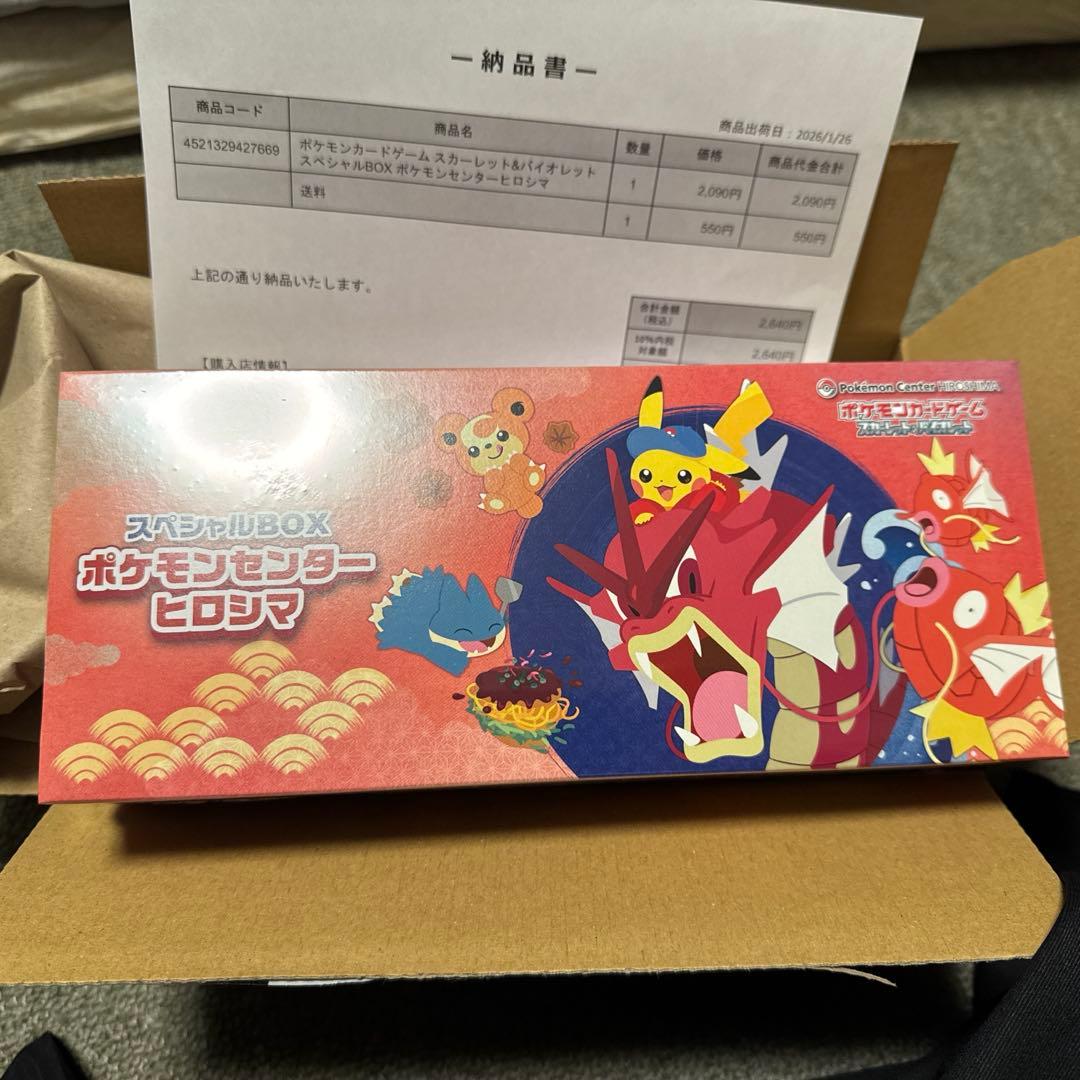 ー納品書ー
商品出荷日：2026/1/26
商品コード 商品名 数量 価格 商品代金合計
4521329427669 ポケモンカードゲーム スカーレット&バイオレット
スペシャルBOX ポケモンセンターヒロシマ 1 2,090円 2,090円
送料 1 550円 550円
上記の通り納品いたします。
合計金額
(税込) 2,640円
10%内税
対象額 2,640円
【購入店情報】
Pokémon Center HIROSHIMA
ポケモンカードゲーム
スカーレット&バイオレット
スペシャルBOX
ポケモンセンター
ヒロシマ